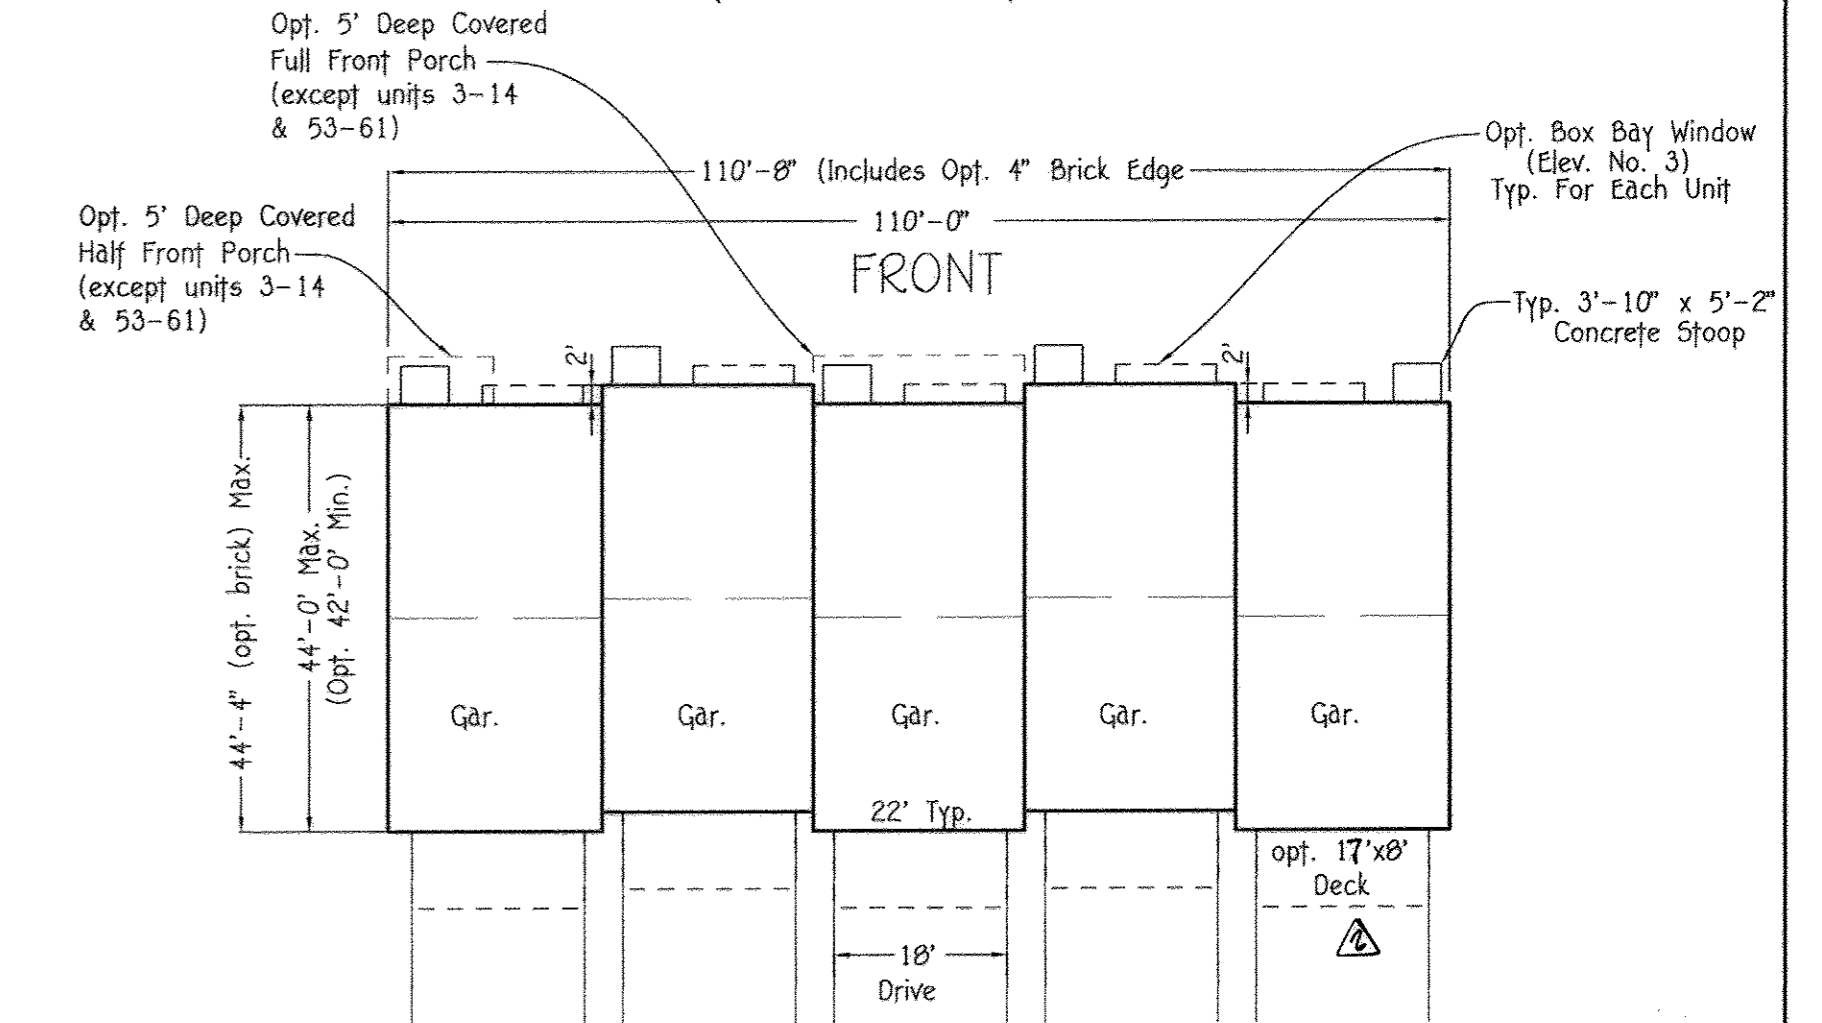 Opt. 5' Deep Covered
Full Front Porch
(except units 3-14
& 53-61)
Opt. Box Bay Window
(Elev. No. 3)
Typ. For Each Unit
110'-8" (Includes Opt. 4" Brick Edge
110'-0"
FRONT
Opt. 5' Deep Covered
Half Front Porch
(except units 3-14
& 53-61)
Typ. 3'-10" x 5'-2"
Concrete Stoop
2'
2'
44'-4" (opt. brick) Max.
44'-0' Max.
(Opt. 42'-0' Min.)
Gar.
Gar.
Gar.
Gar.
Gar.
22' Typ.
opt. 17'x8'
Deck
2
18'
Drive